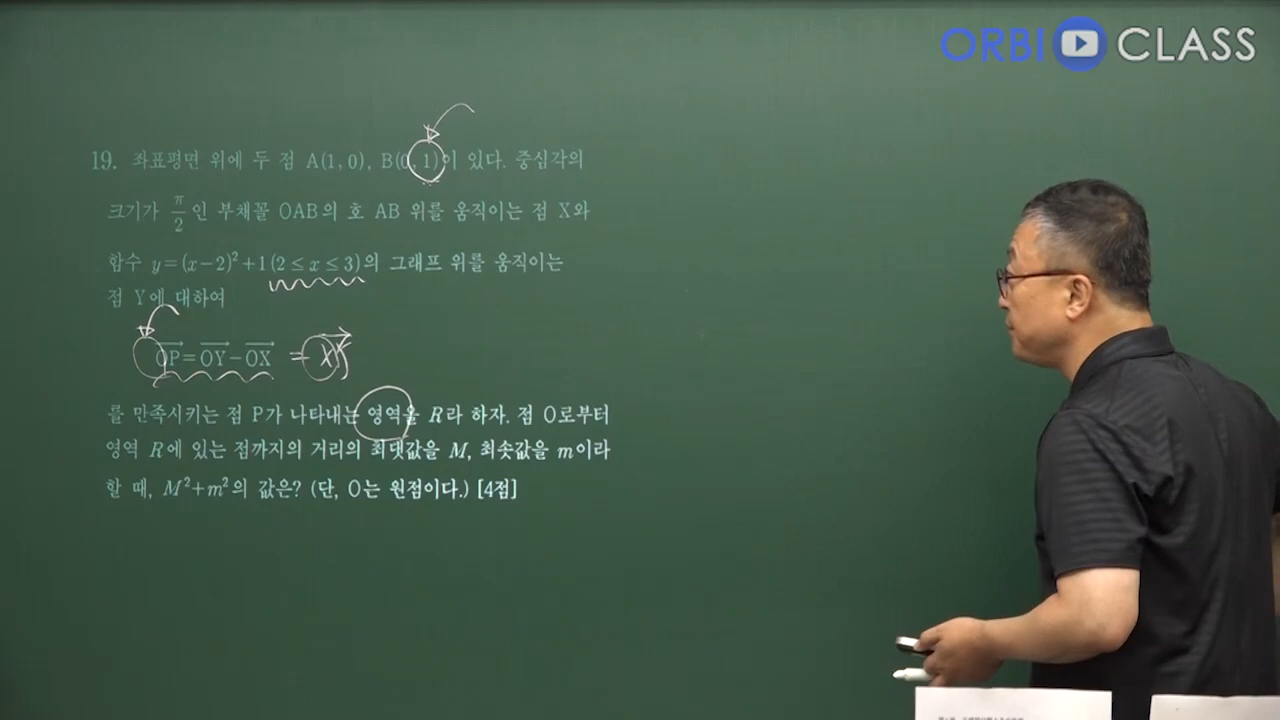 ORBI CLASS
19. 좌표평면 위에 두 점 A(1, 0), B(0, 1)이 있다. 중심각의
크기가 π/2인 부채꼴 OAB의 호 AB 위를 움직이는 점 X와
함수 y=(x−2)²+1(2≤x≤3)의 그래프 위를 움직이는
점 Y에 대하여
OP=OY−OX = XY
를 만족시키는 점 P가 나타내는 영역을 R라 하자. 점 O로부터
영역 R에 있는 점까지의 거리의 최댓값을 M, 최솟값을 m이라
할 때, M²+m²의 값은? (단, O는 원점이다.) [4점]